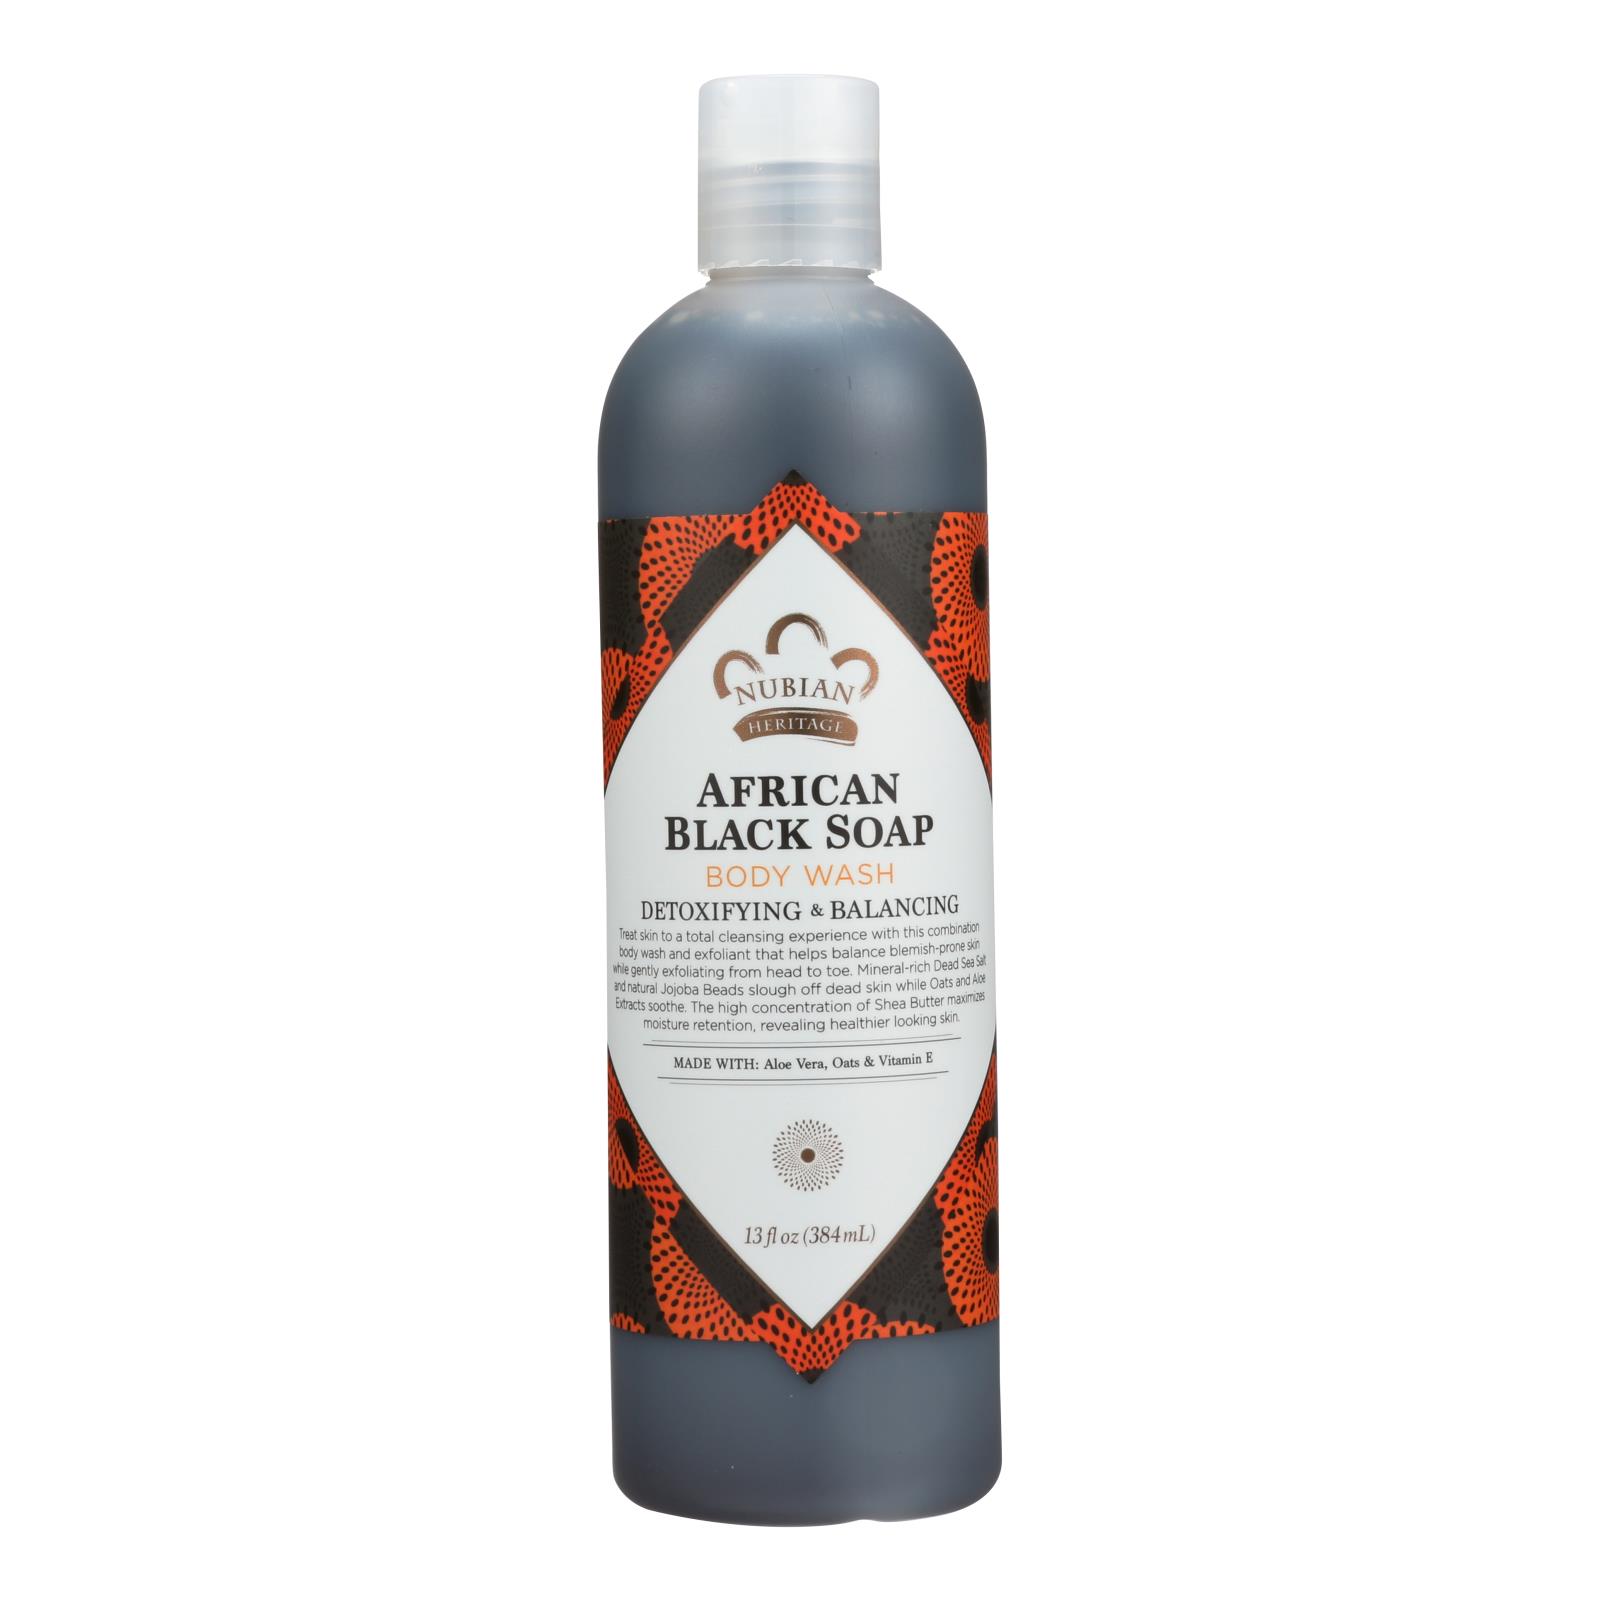 NUBIAN
HERITAGE
AFRICAN
BLACK SOAP
BODY WASH
DETOXIFYING & BALANCING
Treat skin to a total cleansing experience with this combination
body wash and exfoliant that helps balance blemish-prone skin
while gently exfoliating from head to toe. Mineral-rich Dead Sea Salt
and natural Jojoba Beads slough off dead skin while Oats and Aloe
Extracts soothe. The high concentration of Shea Butter maximizes
moisture retention, revealing healthier looking skin.
MADE WITH: Aloe Vera, Oats & Vitamin E
13 fl oz (384 mL)